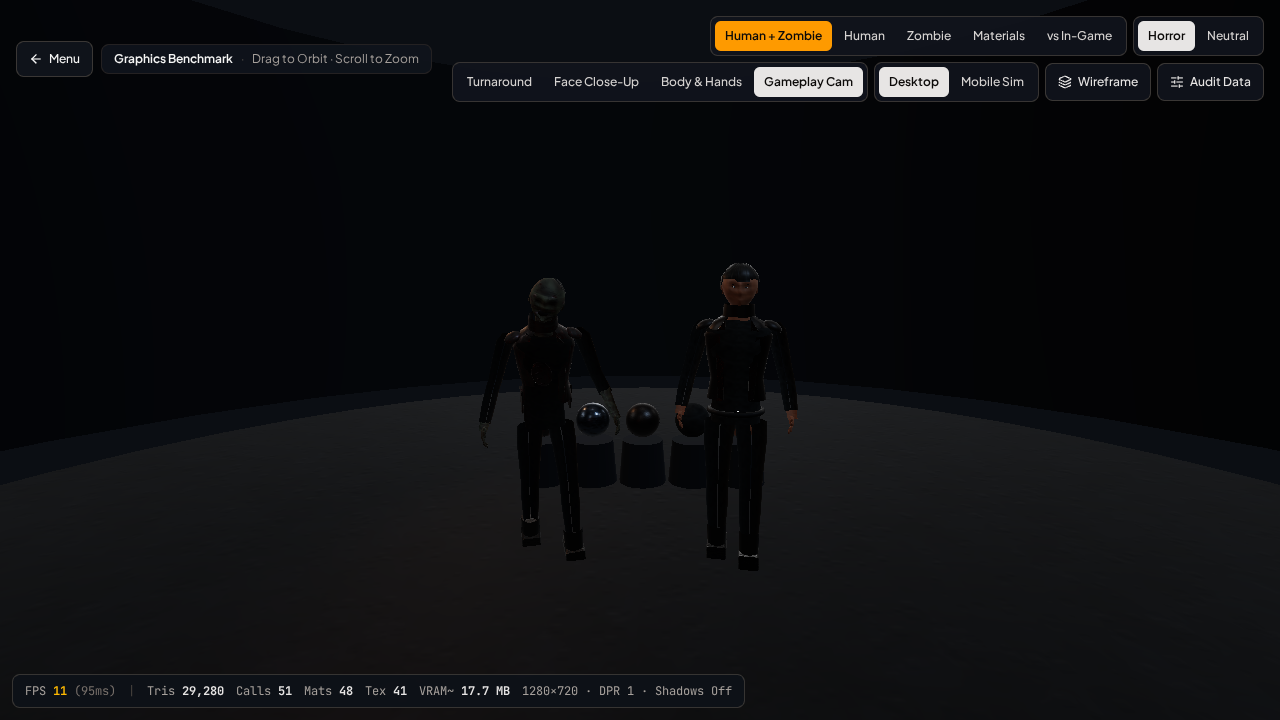 Human + Zombie Human Zombie Materials vs In-Game Horror Neutral
Menu Graphics Benchmark · Drag to Orbit · Scroll to Zoom
Turnaround Face Close-Up Body & Hands Gameplay Cam Desktop Mobile Sim Wireframe Audit Data
FPS 11 (95ms) | Tris 29,280 Calls 51 Mats 48 Tex 41 VRAM~ 17.7 MB 1280×720 · DPR 1 · Shadows Off